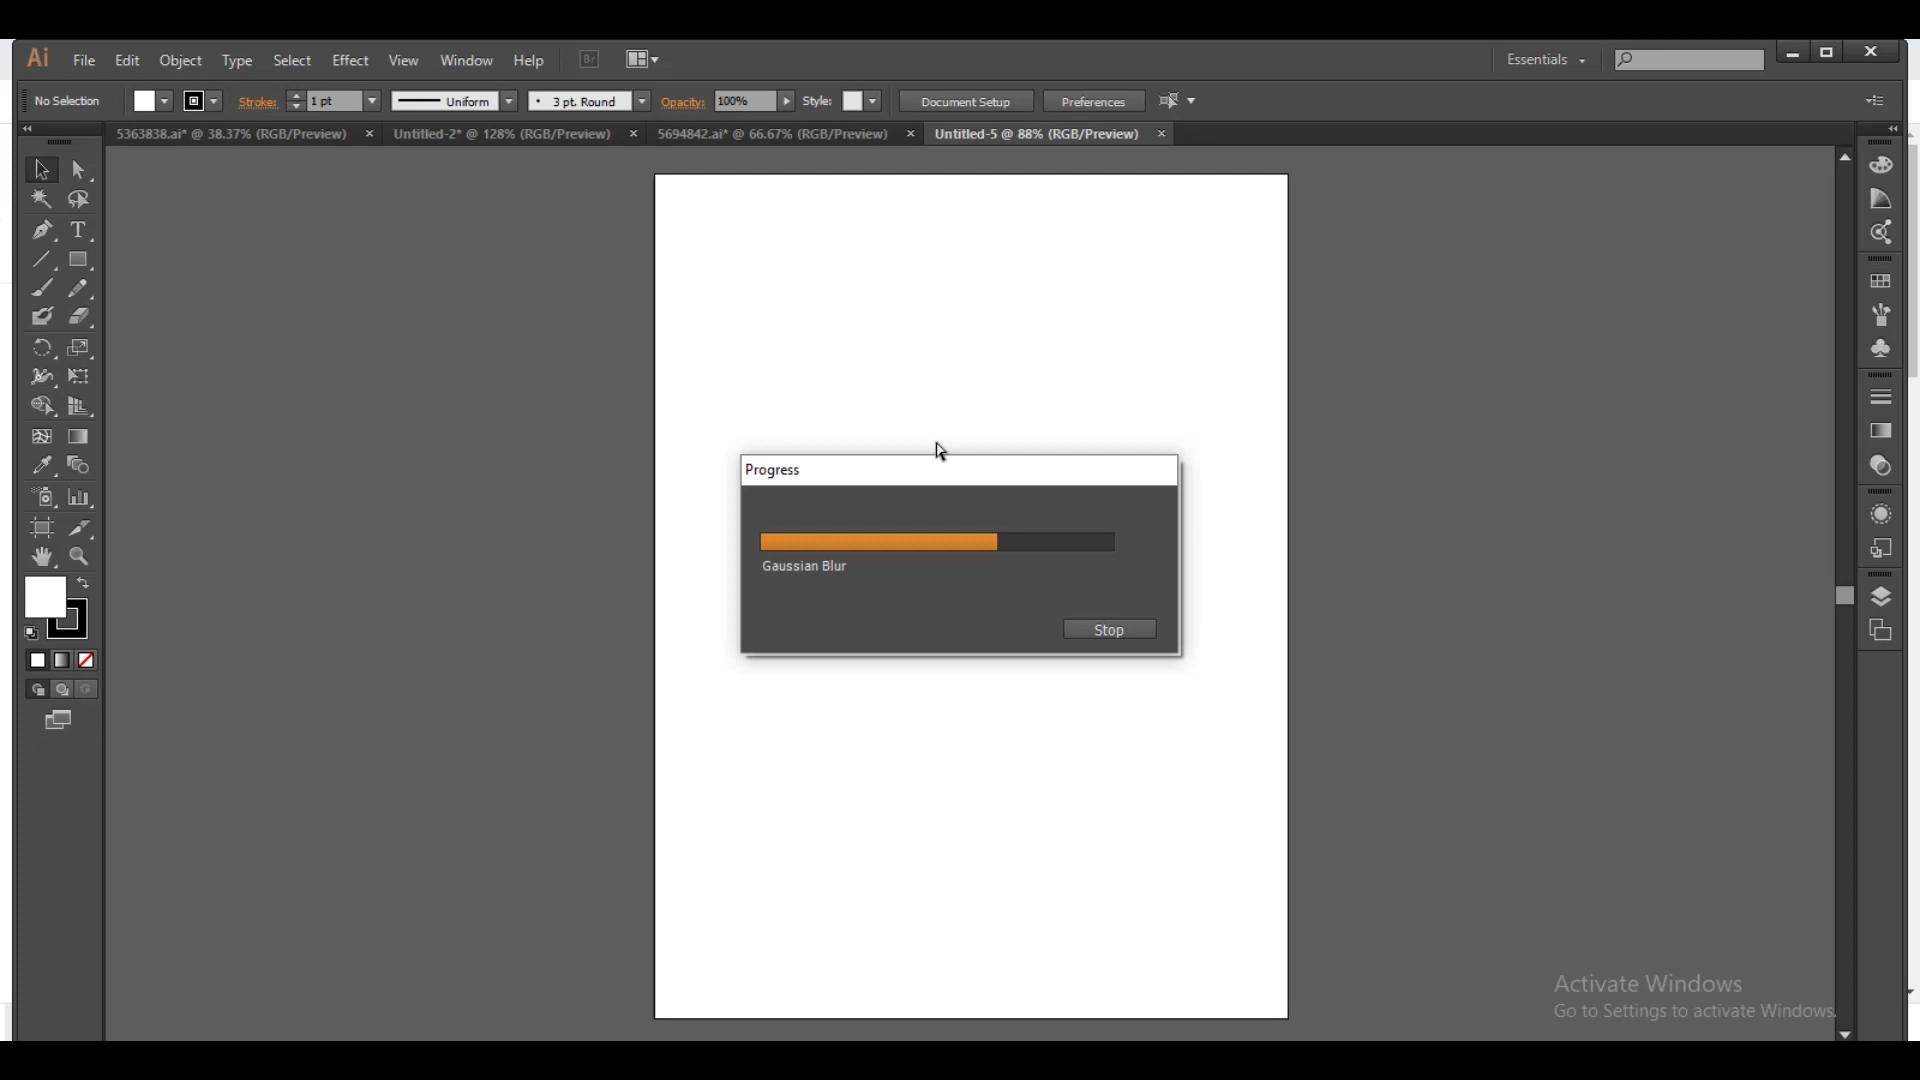 Ai File Edit Object Type Select Effect View Window Help Br Essentials
No Selection Stroke: 1 pt Uniform 3 pt. Round Opacity: 100% Style: Document Setup Preferences
5363838.ai* @ 38.37% (RGB/Preview) Untitled-2* @ 128% (RGB/Preview) 5694842.ai* @ 66.67% (RGB/Preview) Untitled-5 @ 88% (RGB/Preview)
Progress
Gaussian Blur
Stop
Activate Windows
Go to Settings to activate Windows.